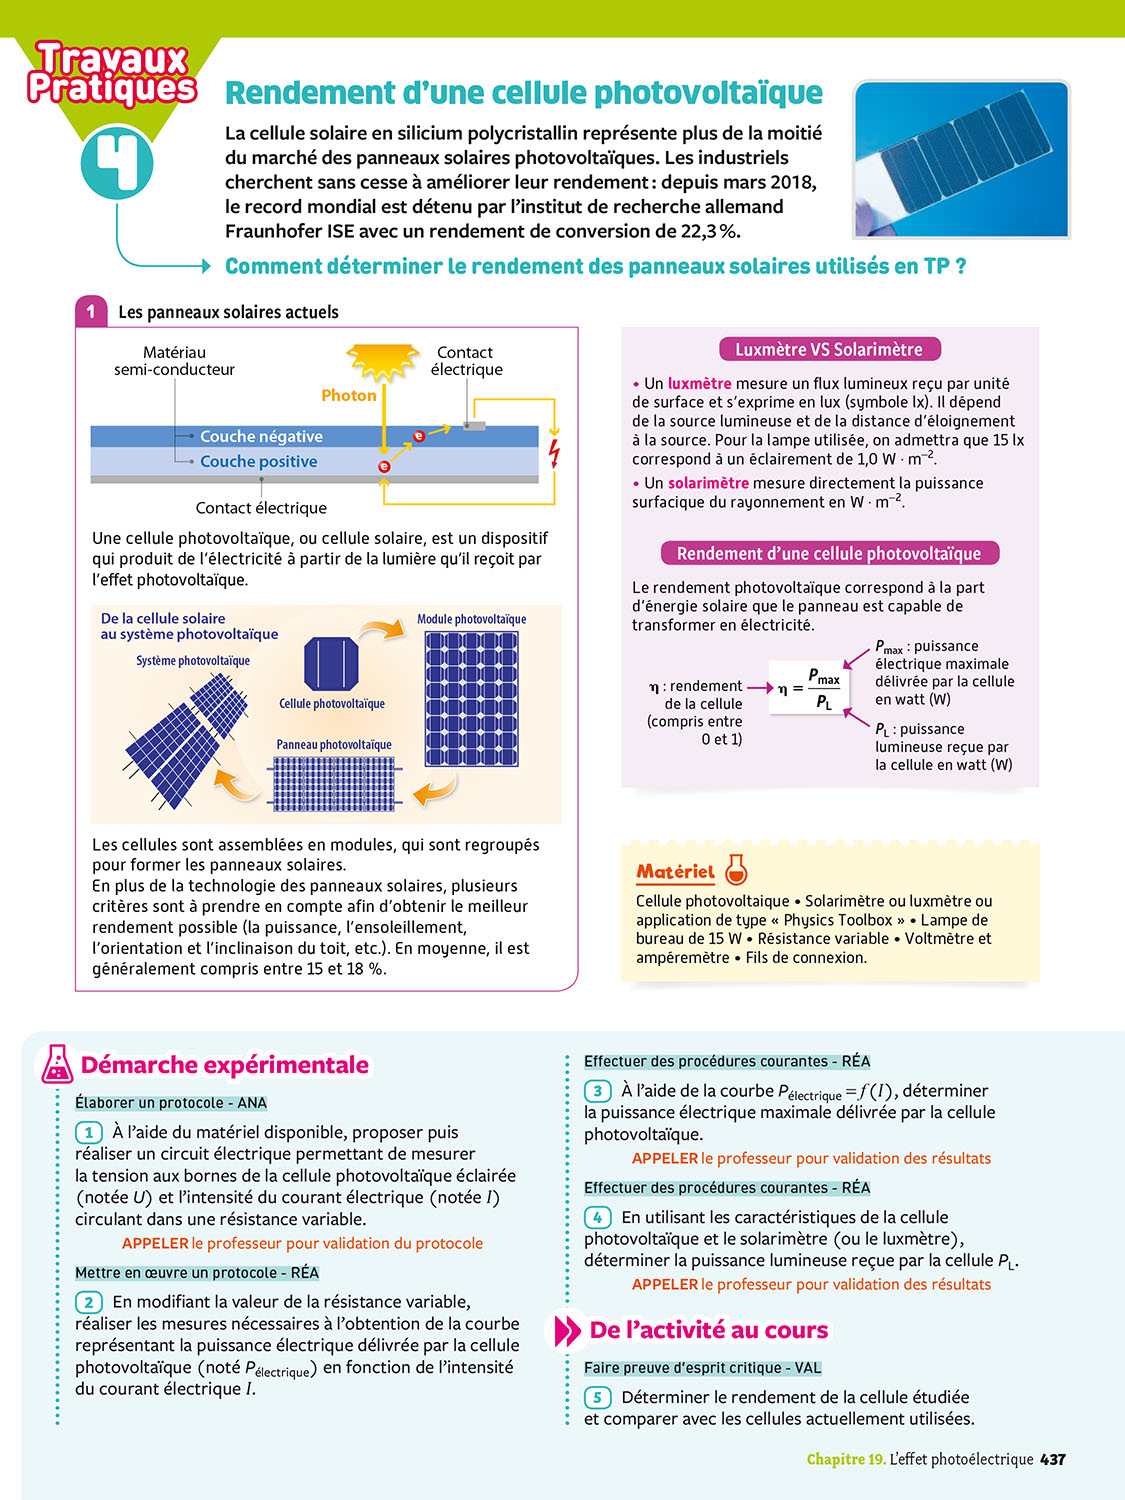 Travaux
Pratiques
4
Rendement d'une cellule photovoltaïque
La cellule solaire en silicium polycristallin représente plus de la moitié
du marché des panneaux solaires photovoltaïques. Les industriels
cherchent sans cesse à améliorer leur rendement : depuis mars 2018,
le record mondial est détenu par l'institut de recherche allemand
Fraunhofer ISE avec un rendement de conversion de 22,3 %.
Comment déterminer le rendement des panneaux solaires utilisés en TP ?
1 Les panneaux solaires actuels
Matériau
semi-conducteur
Contact
électrique
Photon
Couche négative
e
Couche positive
e
Contact électrique
Une cellule photovoltaïque, ou cellule solaire, est un dispositif
qui produit de l'électricité à partir de la lumière qu'il reçoit par
l'effet photovoltaïque.
De la cellule solaire
au système photovoltaïque
Module photovoltaïque
Système photovoltaïque
Cellule photovoltaïque
Panneau photovoltaïque
Les cellules sont assemblées en modules, qui sont regroupés
pour former les panneaux solaires.
En plus de la technologie des panneaux solaires, plusieurs
critères sont à prendre en compte afin d'obtenir le meilleur
rendement possible (la puissance, l'ensoleillement,
l'orientation et l'inclinaison du toit, etc.). En moyenne, il est
généralement compris entre 15 et 18 %.
Luxmètre VS Solarimètre
• Un luxmètre mesure un flux lumineux reçu par unité
de surface et s'exprime en lux (symbole lx). Il dépend
de la source lumineuse et de la distance d'éloignement
à la source. Pour la lampe utilisée, on admettra que 15 lx
correspond à un éclairement de 1,0 W · m⁻².
• Un solarimètre mesure directement la puissance
surfacique du rayonnement en W · m⁻².
Rendement d'une cellule photovoltaïque
Le rendement photovoltaïque correspond à la part
d'énergie solaire que le panneau est capable de
transformer en électricité.
η : rendement
de la cellule
(compris entre
0 et 1)
η = Pmax / PL
Pmax : puissance
électrique maximale
délivrée par la cellule
en watt (W)
PL : puissance
lumineuse reçue par
la cellule en watt (W)
Matériel
Cellule photovoltaique • Solarimètre ou luxmètre ou
application de type « Physics Toolbox » • Lampe de
bureau de 15 W • Résistance variable • Voltmètre et
ampéremètre • Fils de connexion.
Démarche expérimentale
Élaborer un protocole - ANA
1 À l'aide du matériel disponible, proposer puis
réaliser un circuit électrique permettant de mesurer
la tension aux bornes de la cellule photovoltaïque éclairée
(notée U) et l'intensité du courant électrique (notée I)
circulant dans une résistance variable.
APPELER le professeur pour validation du protocole
Mettre en œuvre un protocole - RÉA
2 En modifiant la valeur de la résistance variable,
réaliser les mesures nécessaires à l'obtention de la courbe
représentant la puissance électrique délivrée par la cellule
photovoltaïque (noté Pélectrique) en fonction de l'intensité
du courant électrique I.
Effectuer des procédures courantes - RÉA
3 À l'aide de la courbe Pélectrique = f(I), déterminer
la puissance électrique maximale délivrée par la cellule
photovoltaïque.
APPELER le professeur pour validation des résultats
Effectuer des procédures courantes - RÉA
4 En utilisant les caractéristiques de la cellule
photovoltaïque et le solarimètre (ou le luxmètre),
déterminer la puissance lumineuse reçue par la cellule PL.
APPELER le professeur pour validation des résultats
De l'activité au cours
Faire preuve d'esprit critique - VAL
5 Déterminer le rendement de la cellule étudiée
et comparer avec les cellules actuellement utilisées.
Chapitre 19. L'effet photoélectrique 437